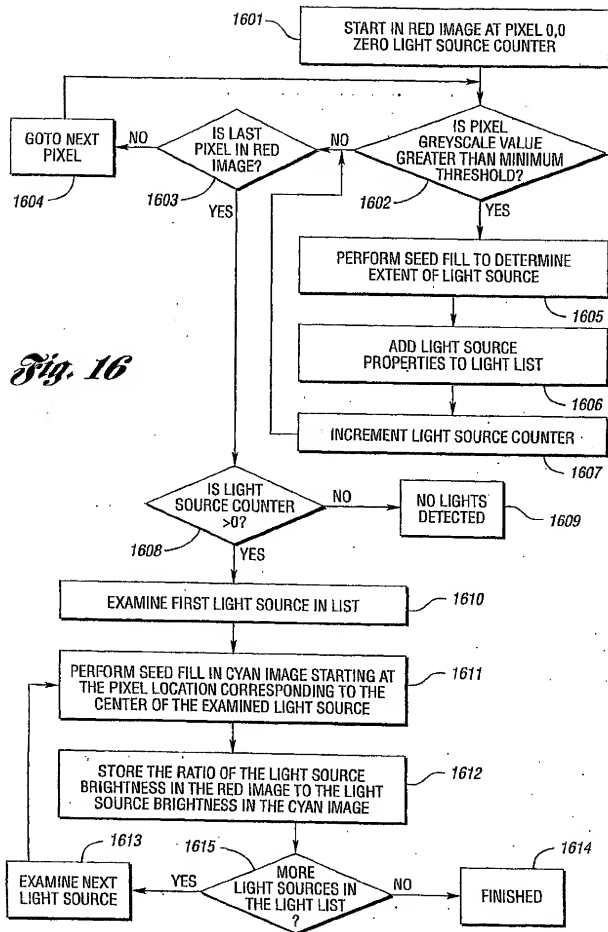 1601
START IN RED IMAGE AT PIXEL 0,0
ZERO LIGHT SOURCE COUNTER
GOTO NEXT
PIXEL
1604
NO
IS LAST
PIXEL IN RED
IMAGE?
1603
YES
NO
IS PIXEL
GREYSCALE VALUE
GREATER THAN MINIMUM
THRESHOLD?
1602
YES
PERFORM SEED FILL TO DETERMINE
EXTENT OF LIGHT SOURCE
1605
ADD LIGHT SOURCE
PROPERTIES TO LIGHT LIST
1606
INCREMENT LIGHT SOURCE COUNTER
1607
Fig. 16
IS LIGHT
SOURCE COUNTER
>0?
1608
NO
YES
NO LIGHTS
DETECTED
1609
EXAMINE FIRST LIGHT SOURCE IN LIST
1610
PERFORM SEED FILL IN CYAN IMAGE STARTING AT
THE PIXEL LOCATION CORRESPONDING TO THE
CENTER OF THE EXAMINED LIGHT SOURCE
1611
STORE THE RATIO OF THE LIGHT SOURCE
BRIGHTNESS IN THE RED IMAGE TO THE LIGHT
SOURCE BRIGHTNESS IN THE CYAN IMAGE
1612
1613
EXAMINE NEXT
LIGHT SOURCE
YES
1615
MORE
LIGHT SOURCES IN
THE LIGHT LIST
?
NO
1614
FINISHED